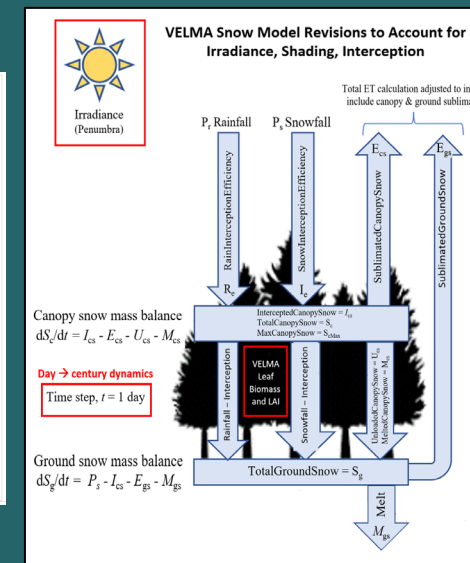 VELMA Snow Model Revisions to Account for
Irradiance, Shading, Interception
Irradiance
(Penumbra)
Total ET calculation adjusted to in
include canopy & ground sublima
Pr Rainfall
Ps Snowfall
Ecs
Egs
RainInterceptionEfficiency
Re
SnowInterceptionEfficiency
Ie
SublimatedCanopySnow
SublimatedGroundSnow
Canopy snow mass balance
dSc/dt = Ics - Ecs - Ucs - Mcs
InterceptedCanopySnow = Ics
TotalCanopySnow = Sc
MaxCanopySnow = ScMax
Day → century dynamics
Time step, t = 1 day
Rainfall – Interception
VELMA
Leaf
Biomass
and LAI
Snowfall – Interception
UnloadedCanopySnow = Ucs
MeltedCanopySnow = Mcs
Ground snow mass balance
dSg/dt = Ps - Ics - Egs - Mgs
TotalGroundSnow = Sg
Melt
Mgs